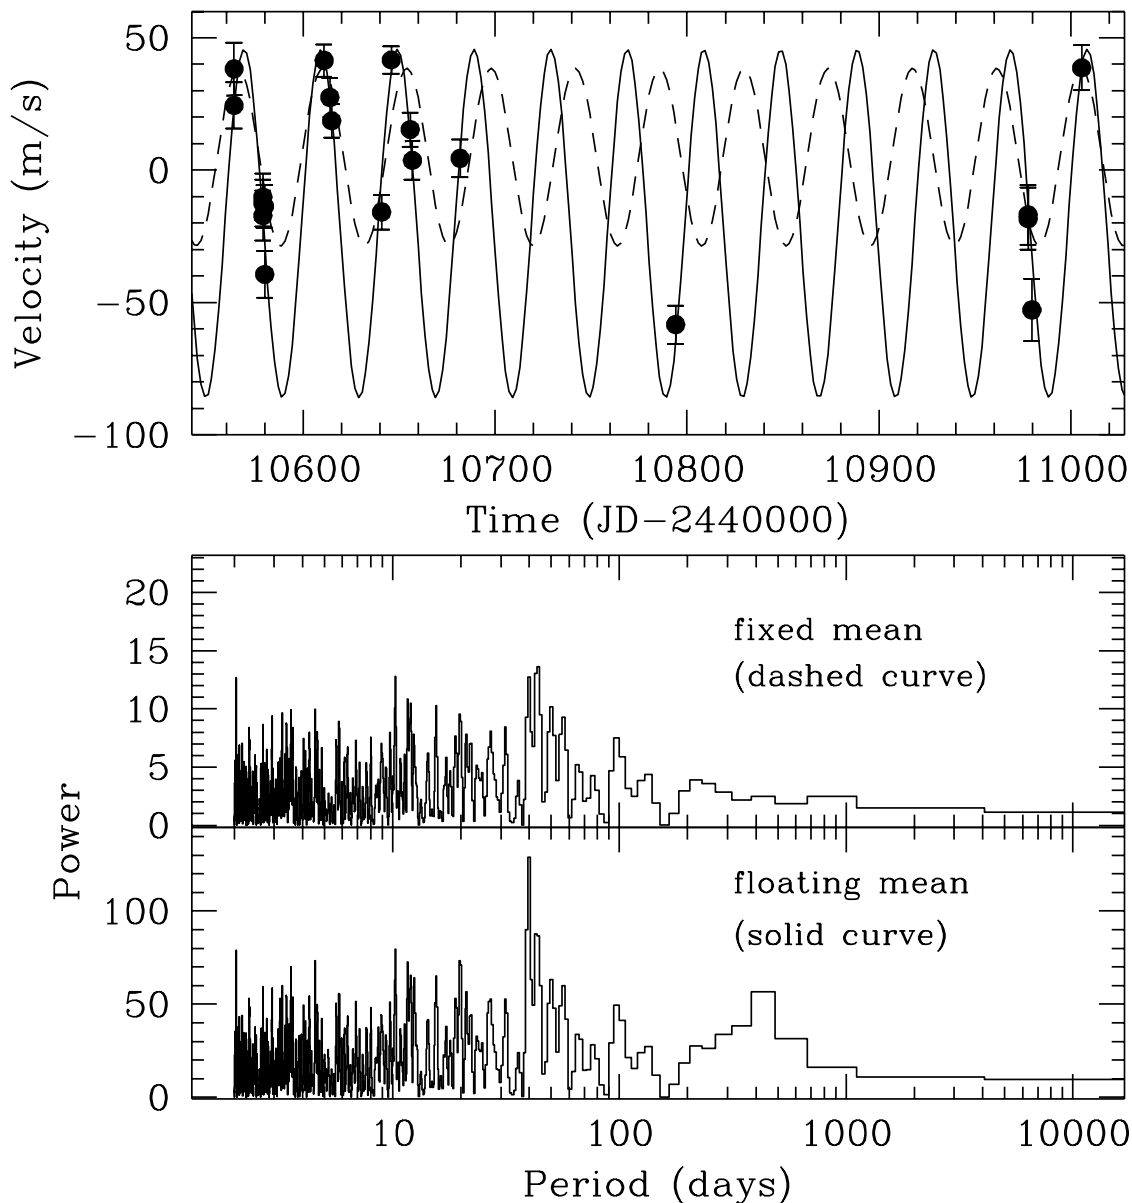 50
0
−50
−100
Velocity (m/s)
10600 10700 10800 10900 11000
Time (JD−2440000)
20
15
10
5
0
fixed mean
(dashed curve)
Power
100
50
0
floating mean
(solid curve)
10 100 1000 10000
Period (days)